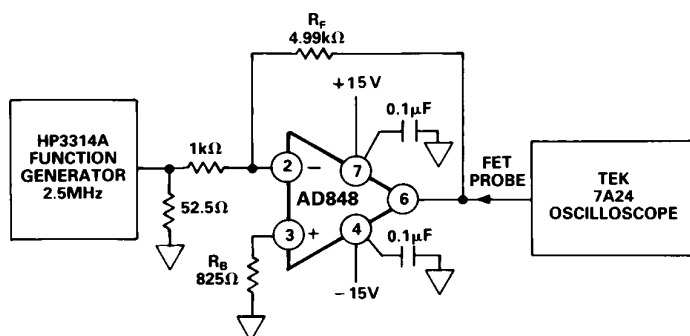 RF
4.99kΩ
+15V
0.1μF
HP3314A
FUNCTION
GENERATOR
2.5MHz
1kΩ
52.5Ω
2
−
7
AD848
6
3
+
4
RB
825Ω
0.1μF
−15V
FET
PROBE
TEK
7A24
OSCILLOSCOPE